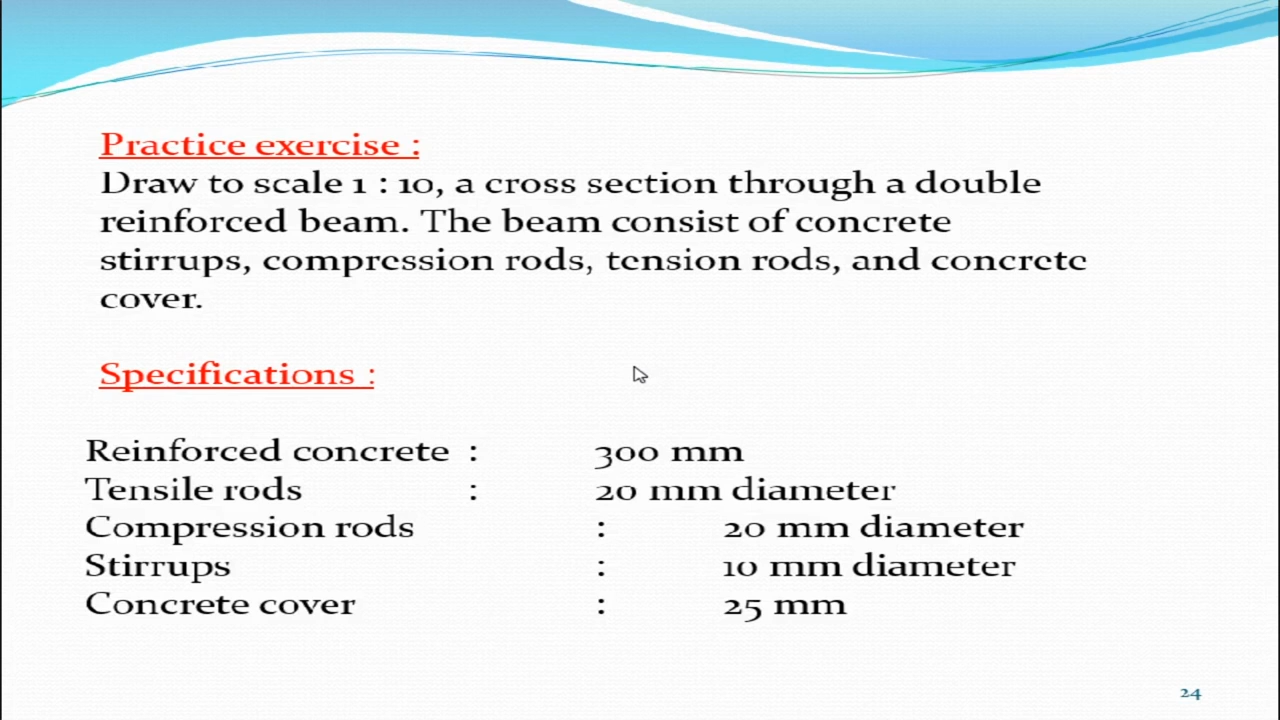 Practice exercise :
Draw to scale 1 : 10, a cross section through a double
reinforced beam. The beam consist of concrete
stirrups, compression rods, tension rods, and concrete
cover.
Specifications :
Reinforced concrete : 300 mm
Tensile rods : 20 mm diameter
Compression rods : 20 mm diameter
Stirrups : 10 mm diameter
Concrete cover : 25 mm
24